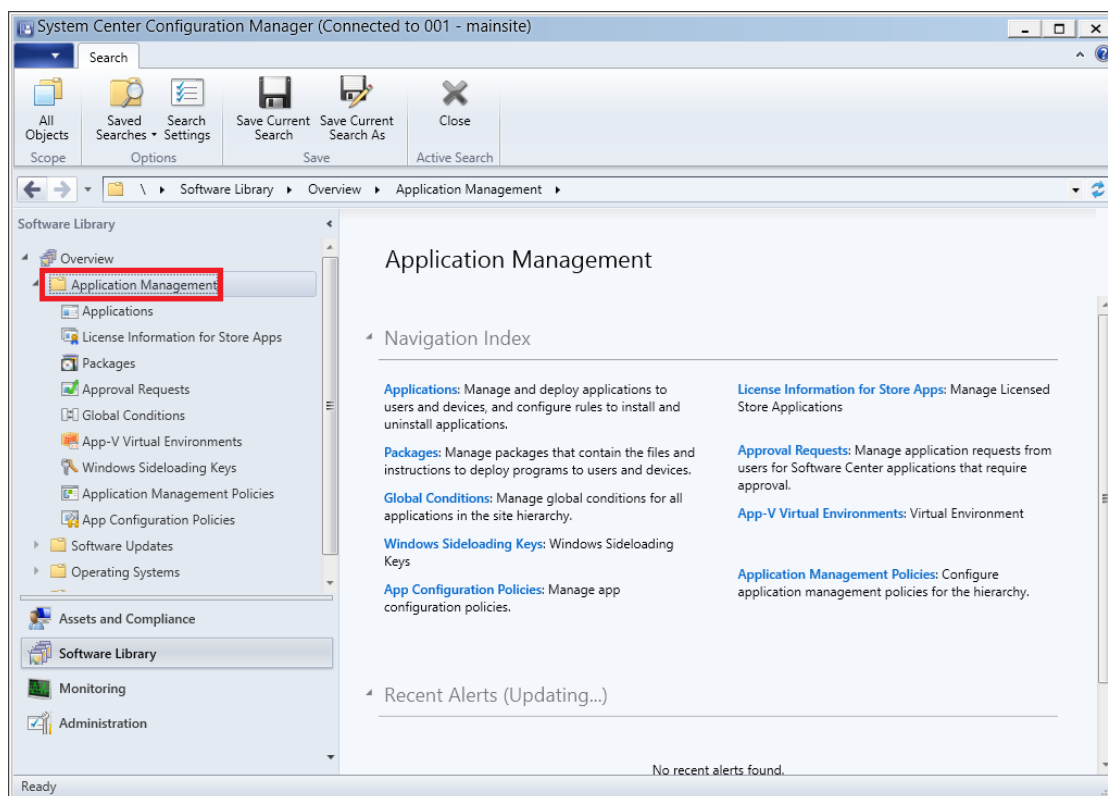 System Center Configuration Manager (Connected to 001 - mainsite)
Search
All Objects
Saved Searches
Search Settings
Save Current Search
Save Current Search As
Close
Scope
Options
Save
Active Search
\ Software Library Overview Application Management
Software Library
Overview
Application Management
Applications
License Information for Store Apps
Packages
Approval Requests
Global Conditions
App-V Virtual Environments
Windows Sideloading Keys
Application Management Policies
App Configuration Policies
Software Updates
Operating Systems
Assets and Compliance
Software Library
Monitoring
Administration
Application Management
Navigation Index
Applications: Manage and deploy applications to
users and devices, and configure rules to install and
uninstall applications.
Packages: Manage packages that contain the files and
instructions to deploy programs to users and devices.
Global Conditions: Manage global conditions for all
applications in the site hierarchy.
Windows Sideloading Keys: Windows Sideloading
Keys
App Configuration Policies: Manage app
configuration policies.
License Information for Store Apps: Manage Licensed
Store Applications
Approval Requests: Manage application requests from
users for Software Center applications that require
approval.
App-V Virtual Environments: Virtual Environment
Application Management Policies: Configure
application management policies for the hierarchy.
Recent Alerts (Updating...)
No recent alerts found.
Ready